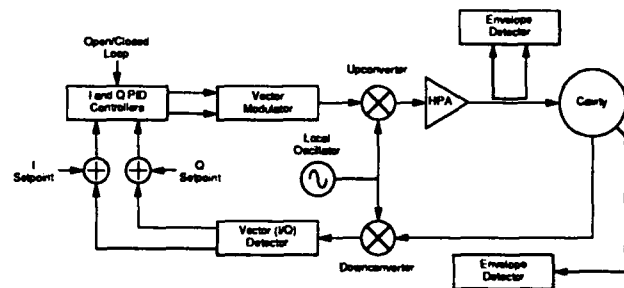 Envelope
Detector
Open/Closed
Loop
I and Q PID
Controllers
Vector
Modulator
Upconverter
HPA
Cavity
Local
Oscillator
I
Setpoint
Q
Setpoint
Vector (I/Q)
Detector
Downconverter
Envelope
Detector